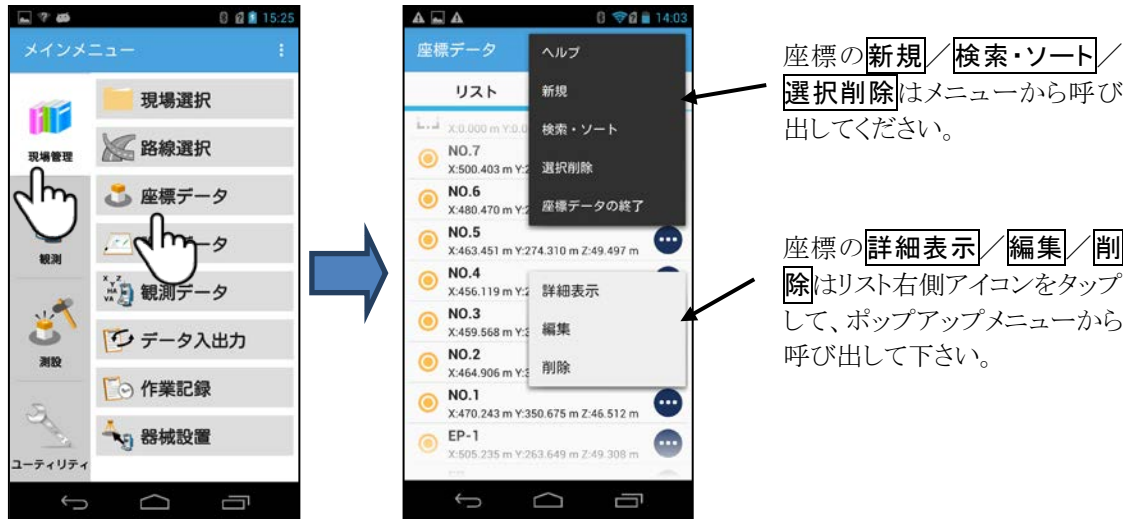 15:25
メインメニュー
現場管理
観測
測設
ユーティリティ
現場選択
路線選択
座標データ
データ
観測データ
データ入出力
作業記録
器械設置
14:03
座標データ
リスト
ヘルプ
新規
検索・ソート
選択削除
座標データの終了
X:0.000 m Y:0.0
NO.7
X:500.403 m Y:2
NO.6
X:480.470 m Y:2
NO.5
X:463.451 m Y:274.310 m Z:49.497 m
NO.4
X:456.119 m Y:2
NO.3
X:459.568 m Y:3
NO.2
X:464.906 m Y:3
NO.1
X:470.243 m Y:350.675 m Z:46.512 m
EP-1
X:505.235 m Y:263.649 m Z:49.308 m
詳細表示
編集
削除
座標の新規／検索・ソート／
選択削除はメニューから呼び
出してください。
座標の詳細表示／編集／削
除はリスト右側アイコンをタップ
して、ポップアップメニューから
呼び出して下さい。